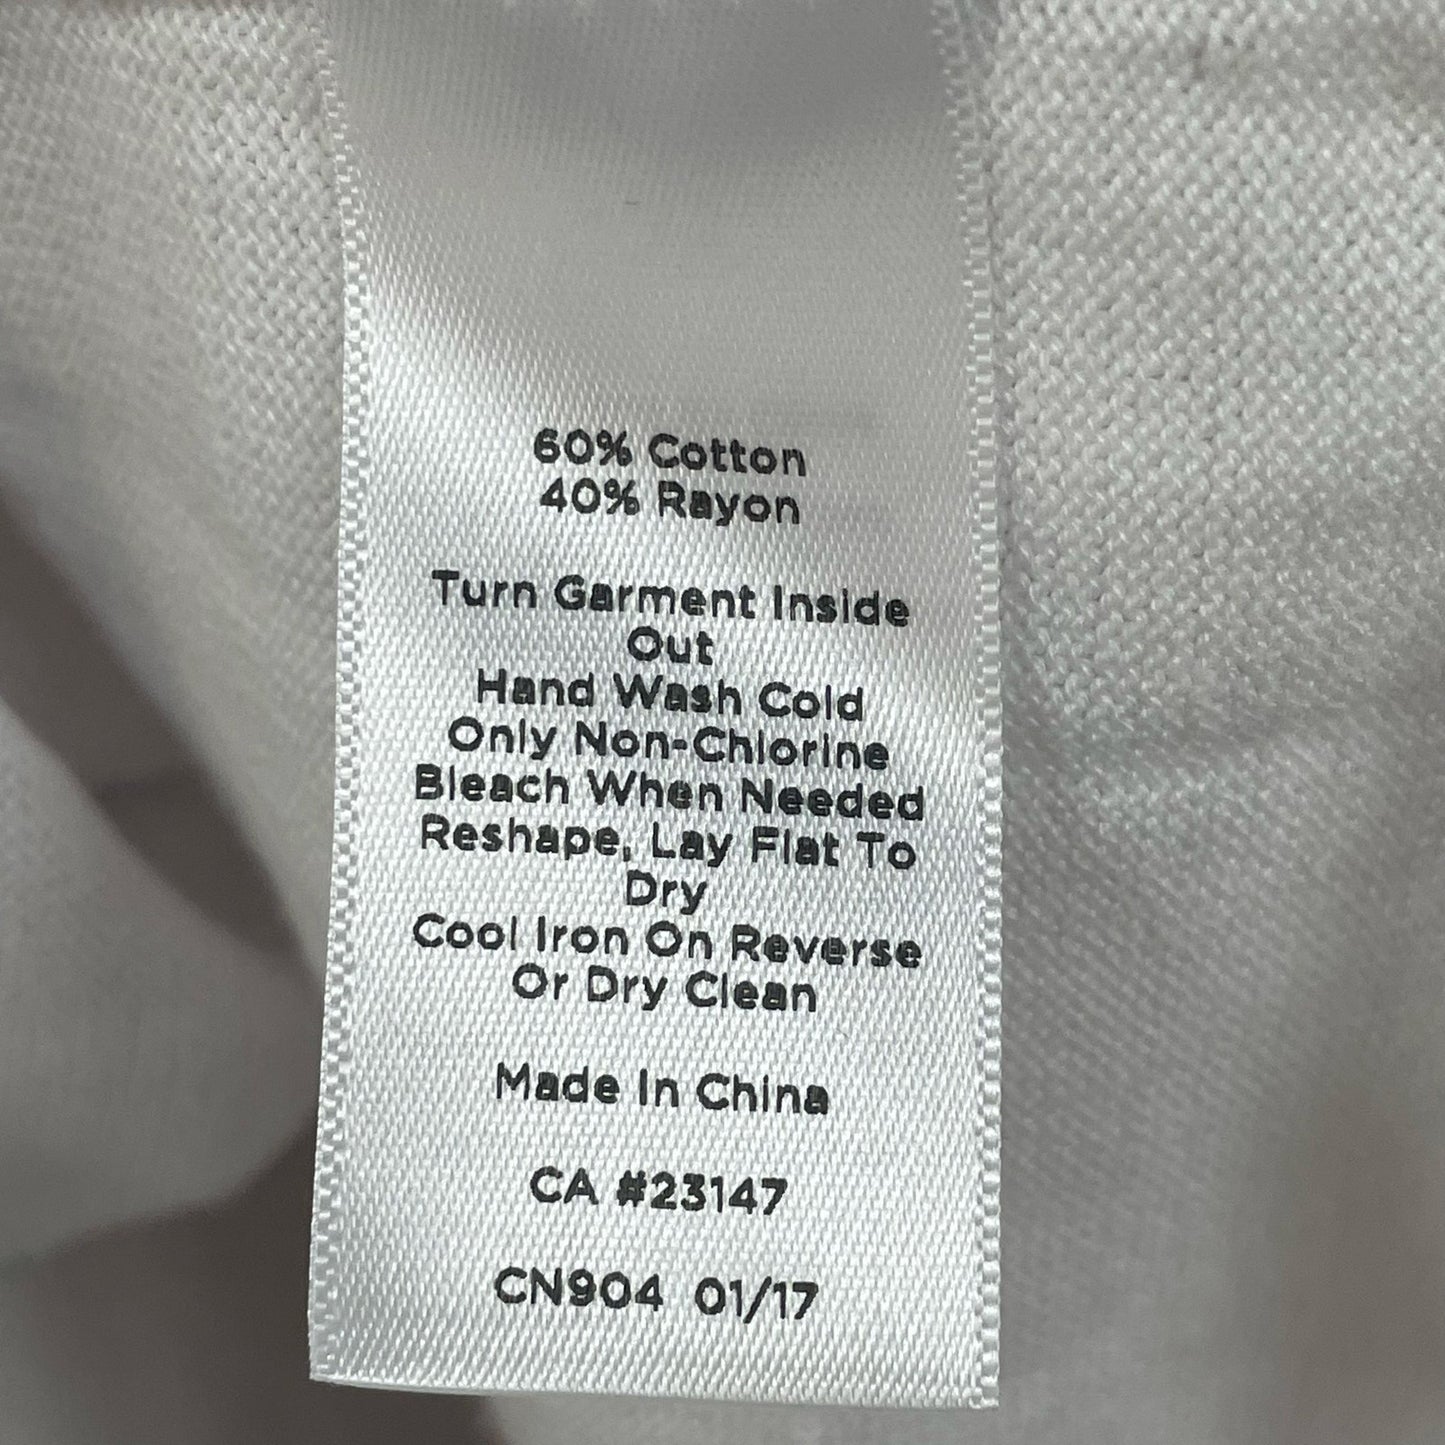 60% Cotton
40% Rayon
Turn Garment Inside
Out
Hand Wash Cold
Only Non-Chlorine
Bleach When Needed
Reshape, Lay Flat To
Dry
Cool Iron On Reverse
Or Dry Clean
Made In China
CA #23147
CN904 01/17